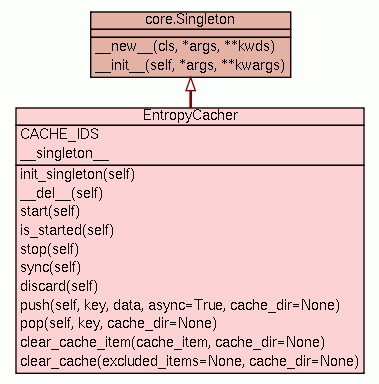 core.Singleton
__new__(cls, *args, **kwds)
__init__(self, *args, **kwargs)
EntropyCacher
CACHE_IDS
__singleton__
init_singleton(self)
__del__(self)
start(self)
is_started(self)
stop(self)
sync(self)
discard(self)
push(self, key, data, async=True, cache_dir=None)
pop(self, key, cache_dir=None)
clear_cache_item(cache_item, cache_dir=None)
clear_cache(excluded_items=None, cache_dir=None)